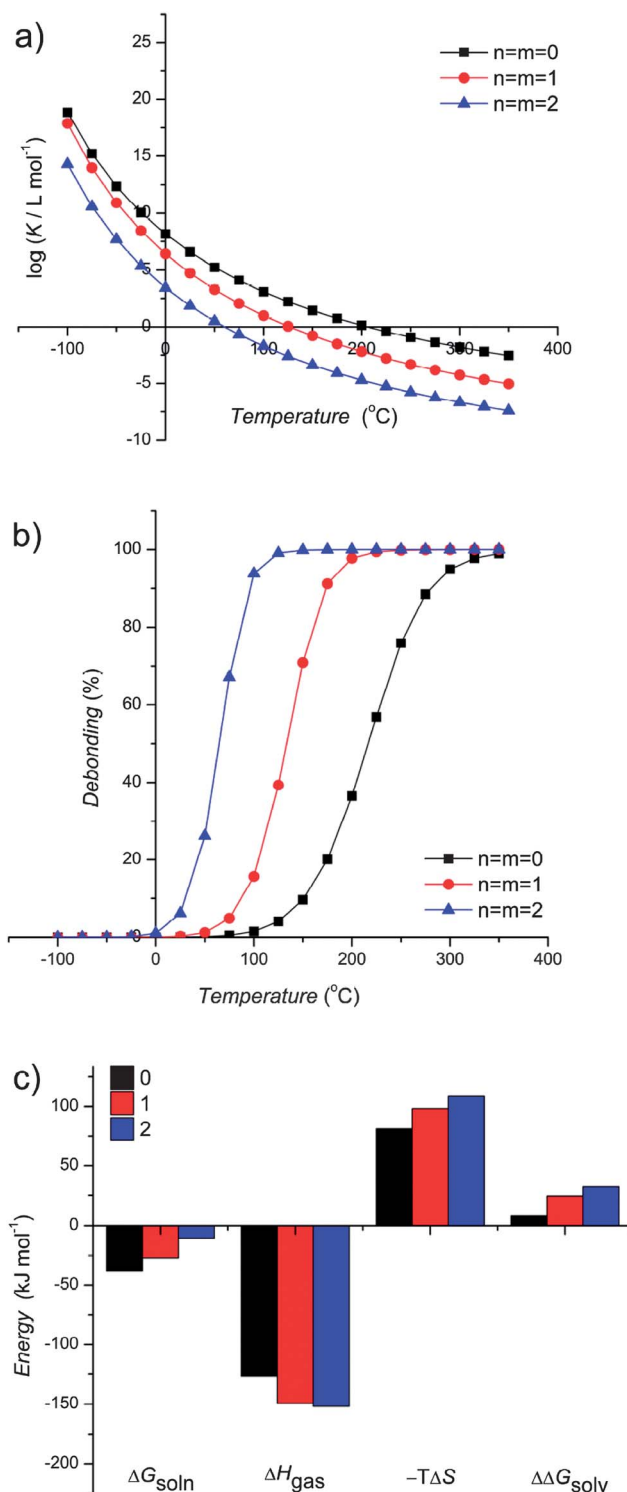 a)
25
20
15
10
5
0
-5
-10
-100
0
100
200
300
400
log (K / L mol-1)
Temperature (oC)
n=m=0
n=m=1
n=m=2
b)
100
80
60
40
20
0
-100
0
100
200
300
400
Debonding (%)
Temperature (oC)
n=m=0
n=m=1
n=m=2
c)
0
1
2
100
50
0
-50
-100
-150
-200
Energy (kJ mol-1)
ΔGsoln
ΔHgas
–TΔS
ΔΔGsolv